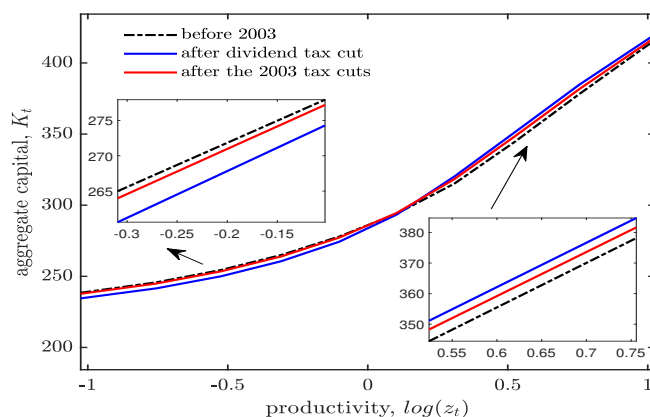 before 2003
after dividend tax cut
after the 2003 tax cuts
aggregate capital, K_t
400
350
300
250
200
275
270
265
-0.3 -0.25 -0.2 -0.15
380
370
360
350
0.55 0.6 0.65 0.7 0.75
-1 -0.5 0 0.5 1
productivity, log(z_t)